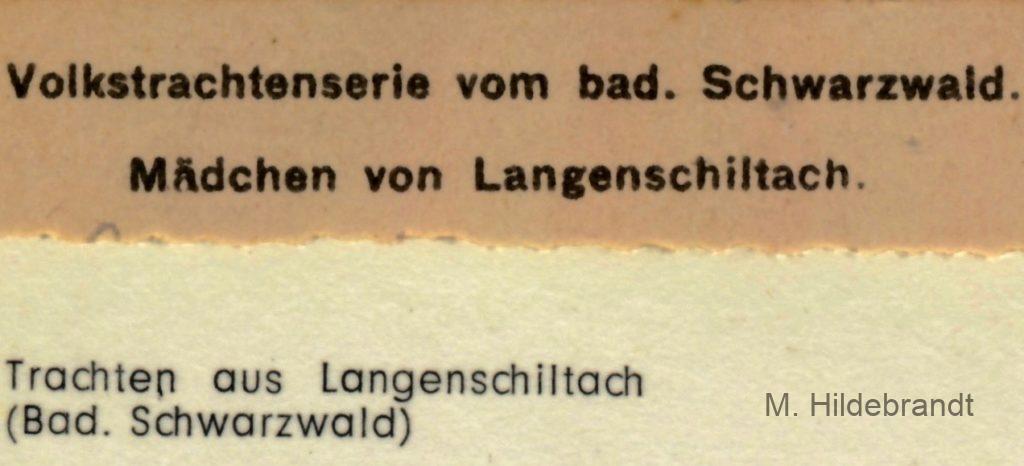 Volkstrachtenserie vom bad. Schwarzwald.
Mädchen von Langenschiltach.
Trachten aus Langenschiltach
(Bad. Schwarzwald)
M. Hildebrandt